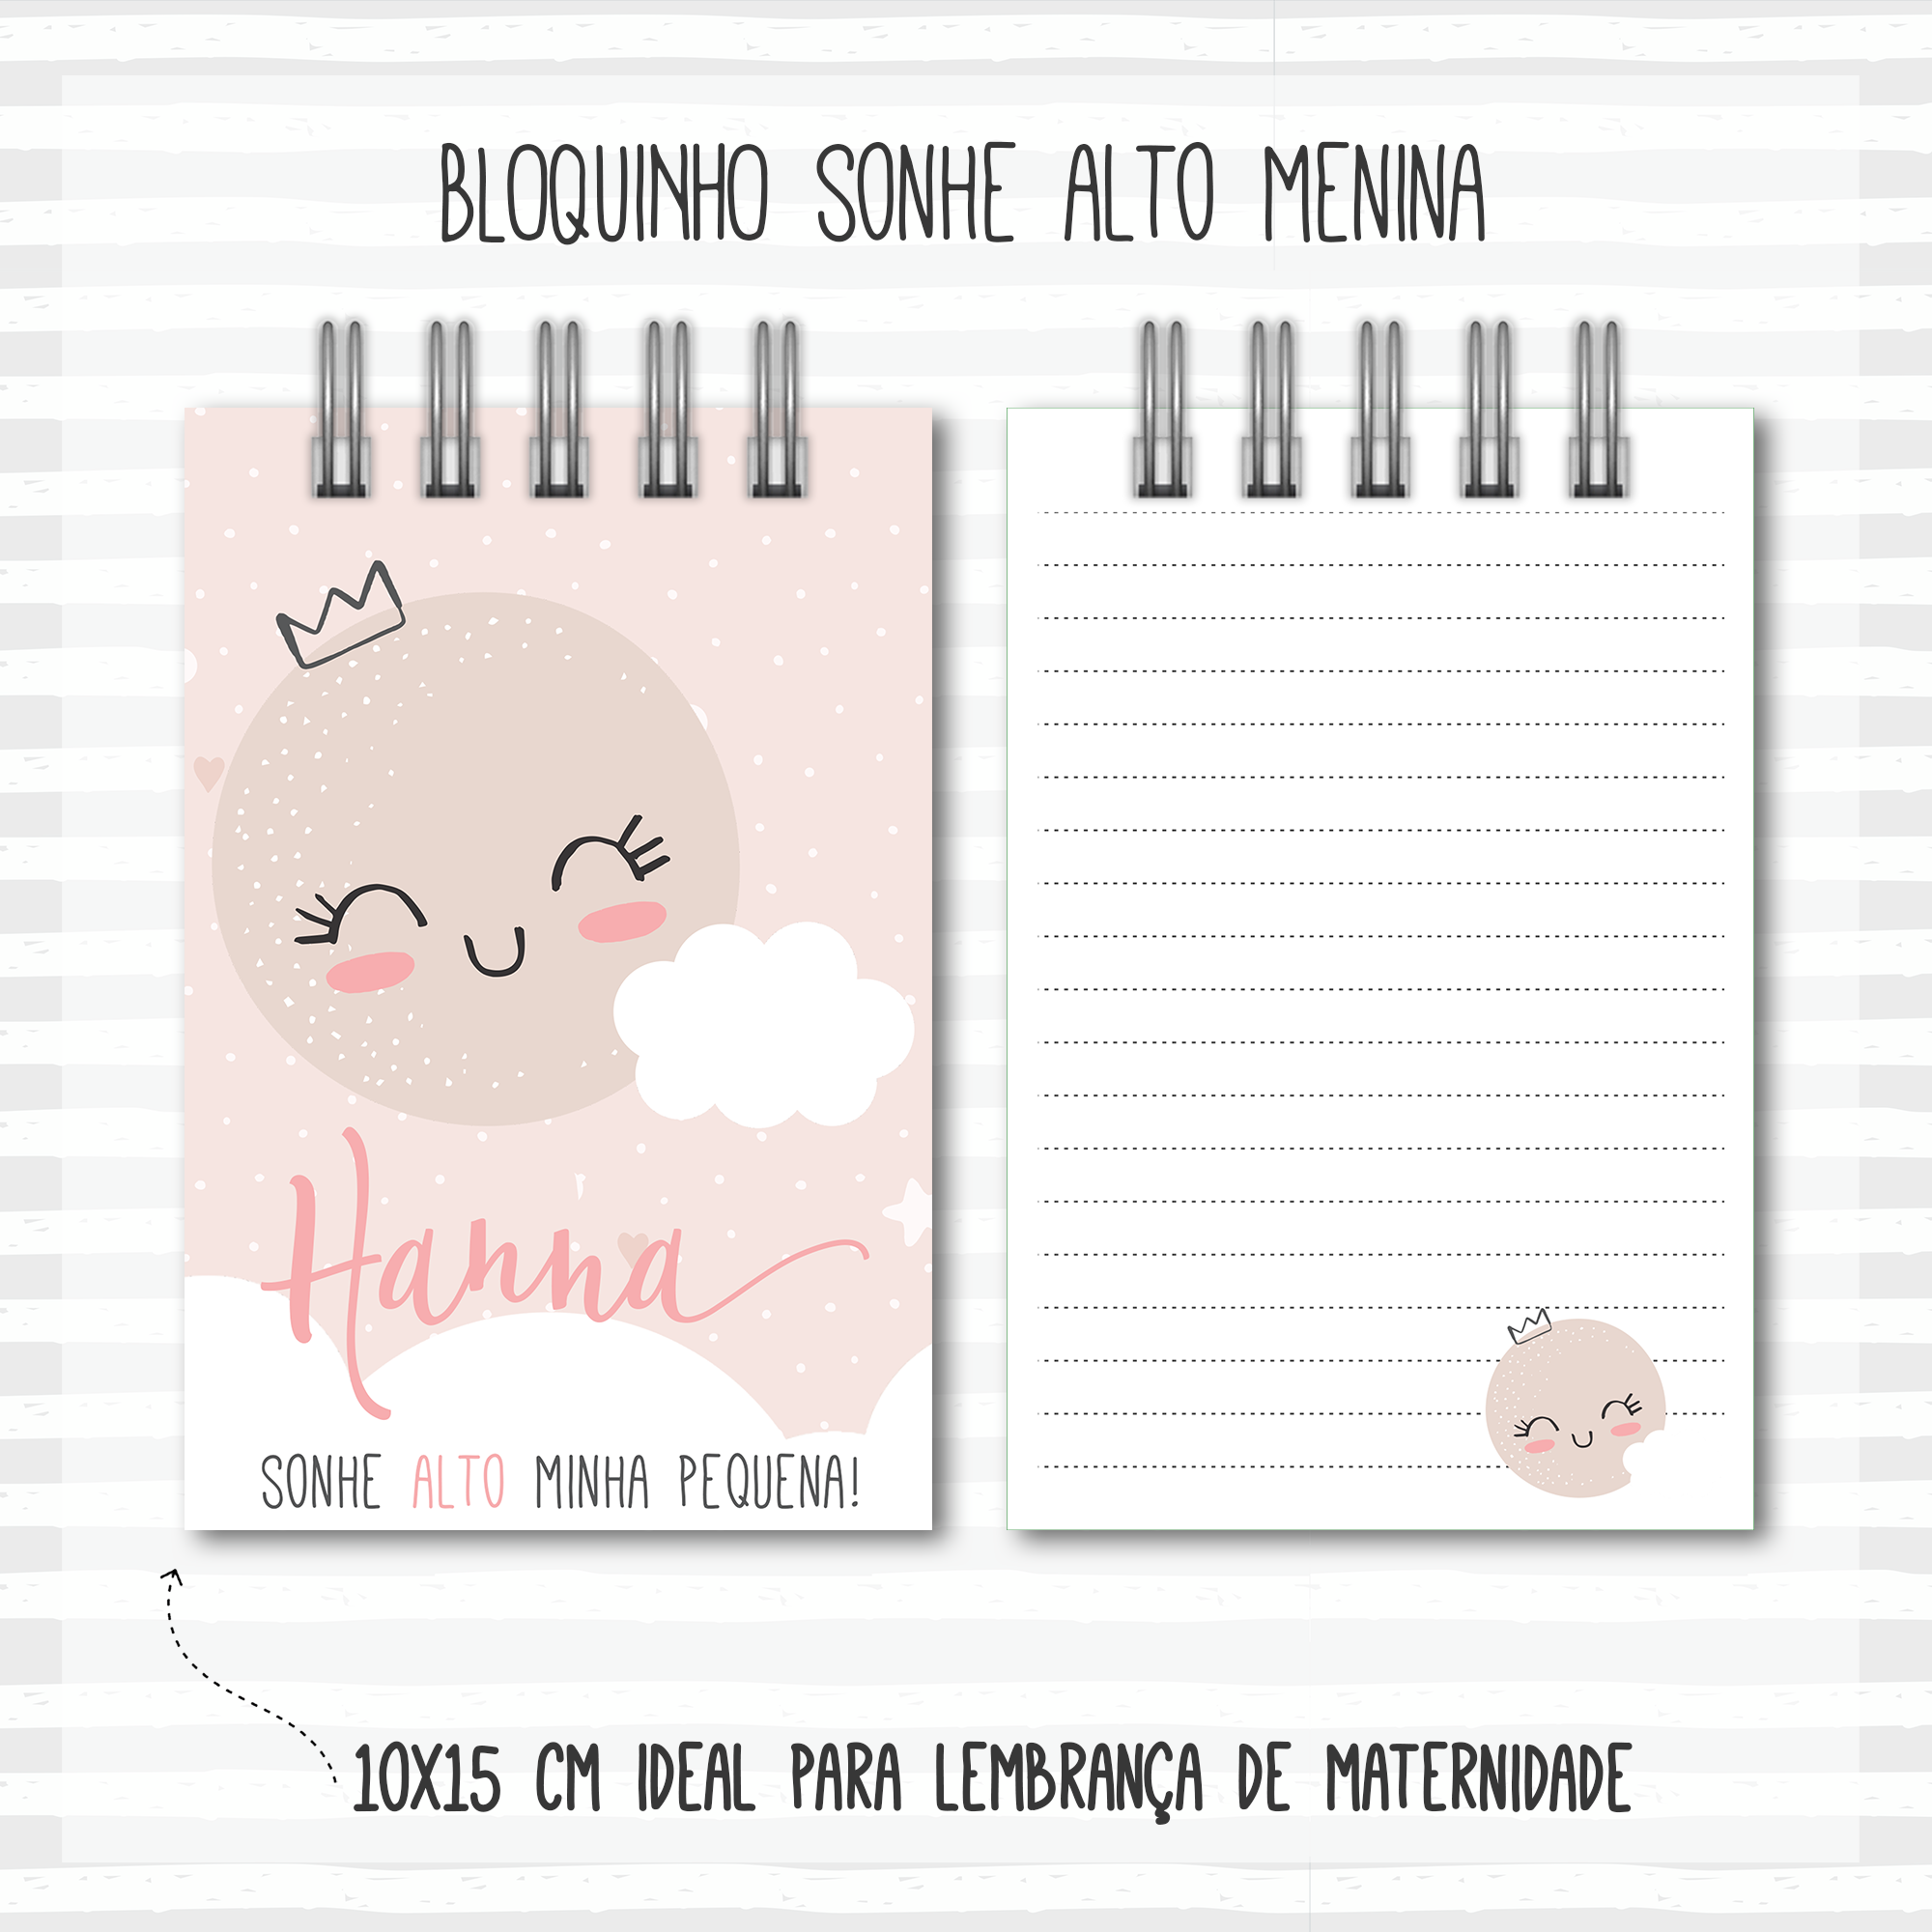 BLOQUINHO SONHE ALTO MENINA
Hanna
SONHE ALTO MINHA PEQUENA!
10X15 CM IDEAL PARA LEMBRANÇA DE MATERNIDADE